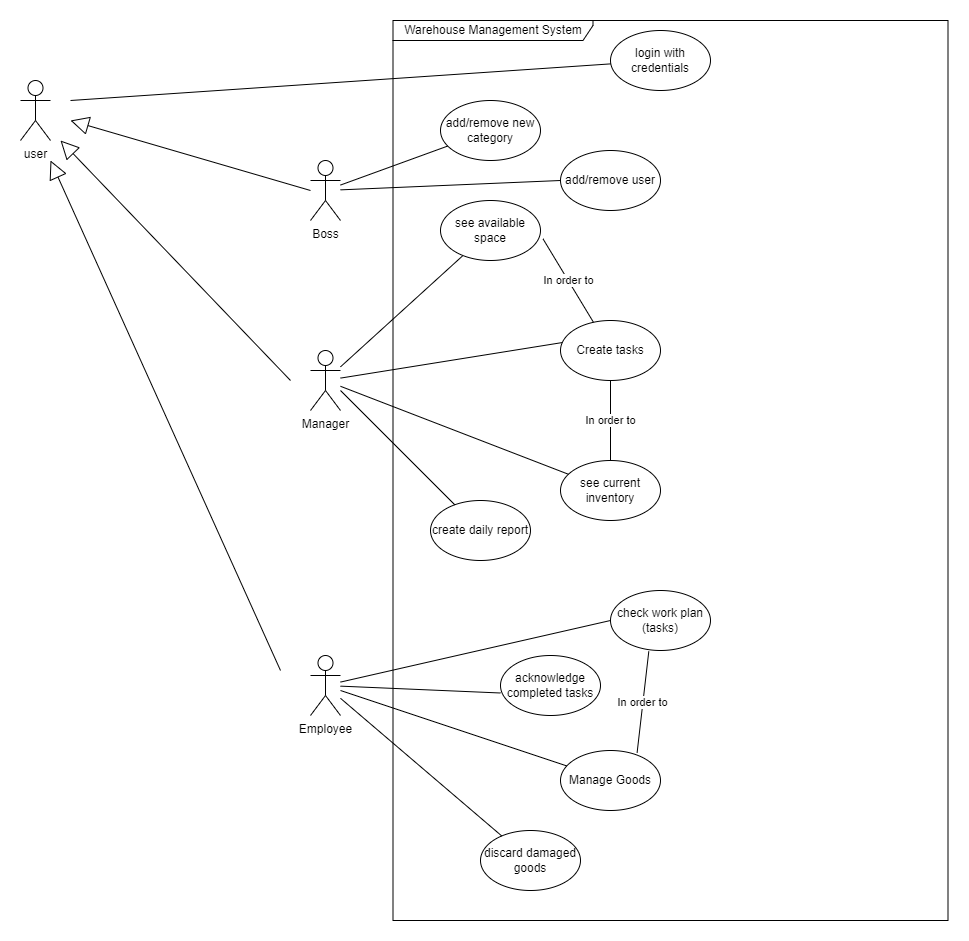 Warehouse Management System
login with
credentials
user
add/remove new
category
add/remove user
Boss
see available
space
In order to
Create tasks
Manager
In order to
see current
inventory
create daily report
check work plan
(tasks)
acknowledge
completed tasks
In order to
Employee
Manage Goods
discard damaged
goods